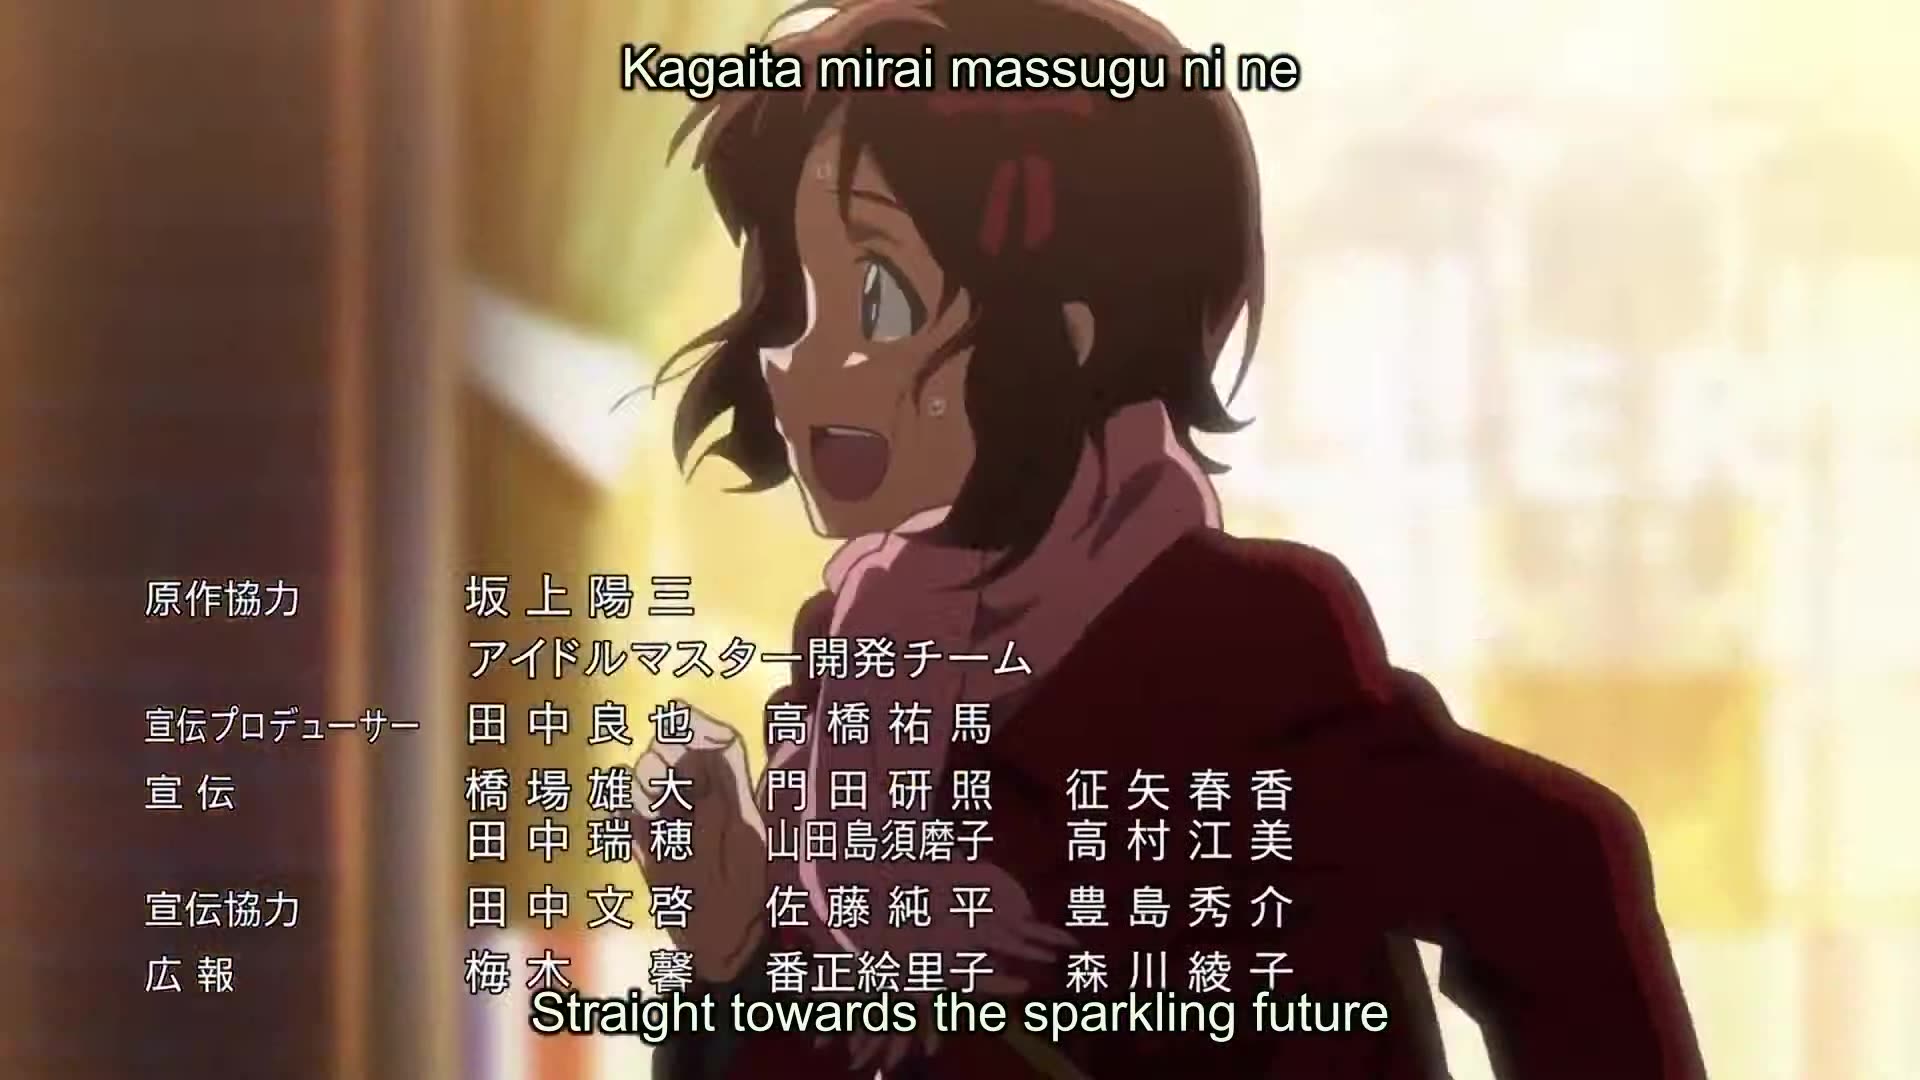 Kagaita mirai massugu ni ne
原作協力 坂上陽三
アイドルマスター開発チーム
宣伝プロデューサー 田中良也 高橋祐馬
宣伝 橋場雄大 門田研照 征矢春香
田中瑞穂 山田島須磨子 高村江美
宣伝協力 田中文啓 佐藤純平 豊島秀介
広報 梅木馨 番正絵里子 森川綾子
Straight towards the sparkling future